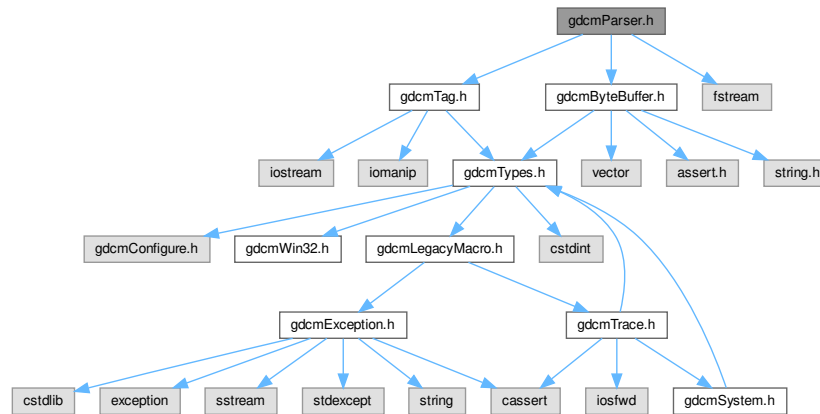 gdcmParser.h
gdcmTag.h
gdcmByteBuffer.h
fstream
iostream
iomanip
gdcmTypes.h
vector
assert.h
string.h
gdcmConfigure.h
gdcmWin32.h
gdcmLegacyMacro.h
cstdint
gdcmException.h
gdcmTrace.h
cstdlib
exception
sstream
stdexcept
string
cassert
iosfwd
gdcmSystem.h